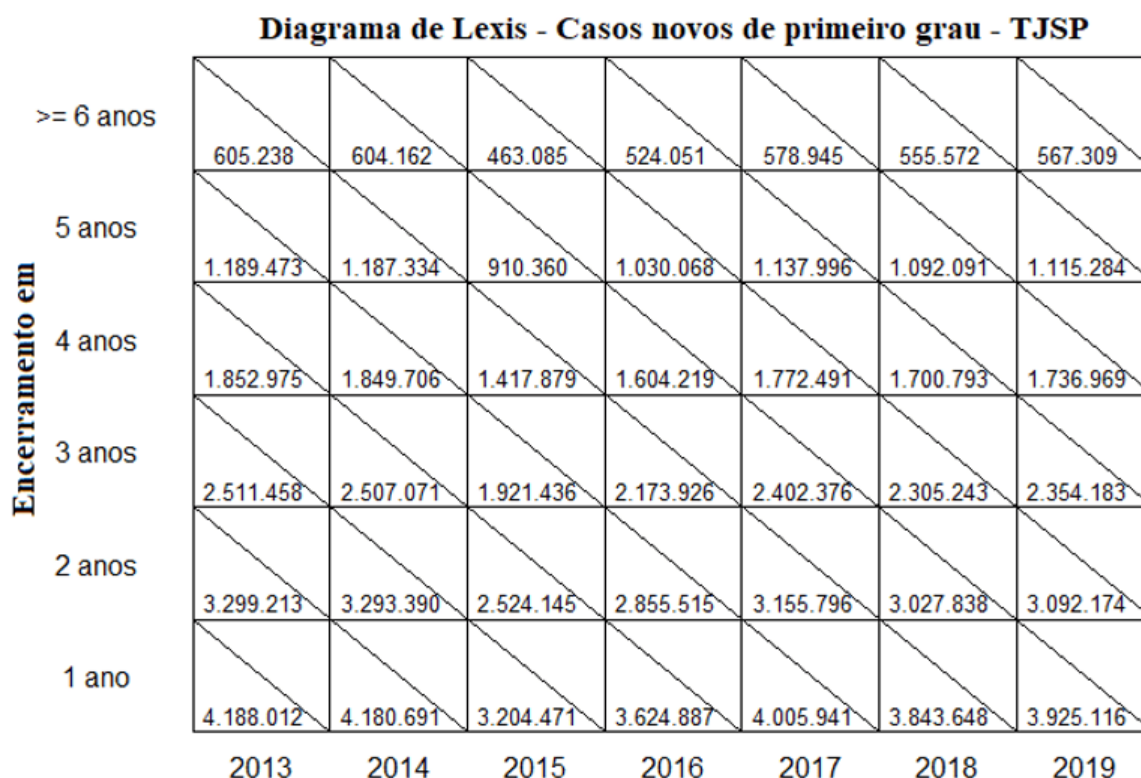 Diagrama de Lexis - Casos novos de primeiro grau - TJSP
Encerramento em
>= 6 anos
605.238 604.162 463.085 524.051 578.945 555.572 567.309
5 anos
1.189.473 1.187.334 910.360 1.030.068 1.137.996 1.092.091 1.115.284
4 anos
1.852.975 1.849.706 1.417.879 1.604.219 1.772.491 1.700.793 1.736.969
3 anos
2.511.458 2.507.071 1.921.436 2.173.926 2.402.376 2.305.243 2.354.183
2 anos
3.299.213 3.293.390 2.524.145 2.855.515 3.155.796 3.027.838 3.092.174
1 ano
4.188.012 4.180.691 3.204.471 3.624.887 4.005.941 3.843.648 3.925.116
2013 2014 2015 2016 2017 2018 2019